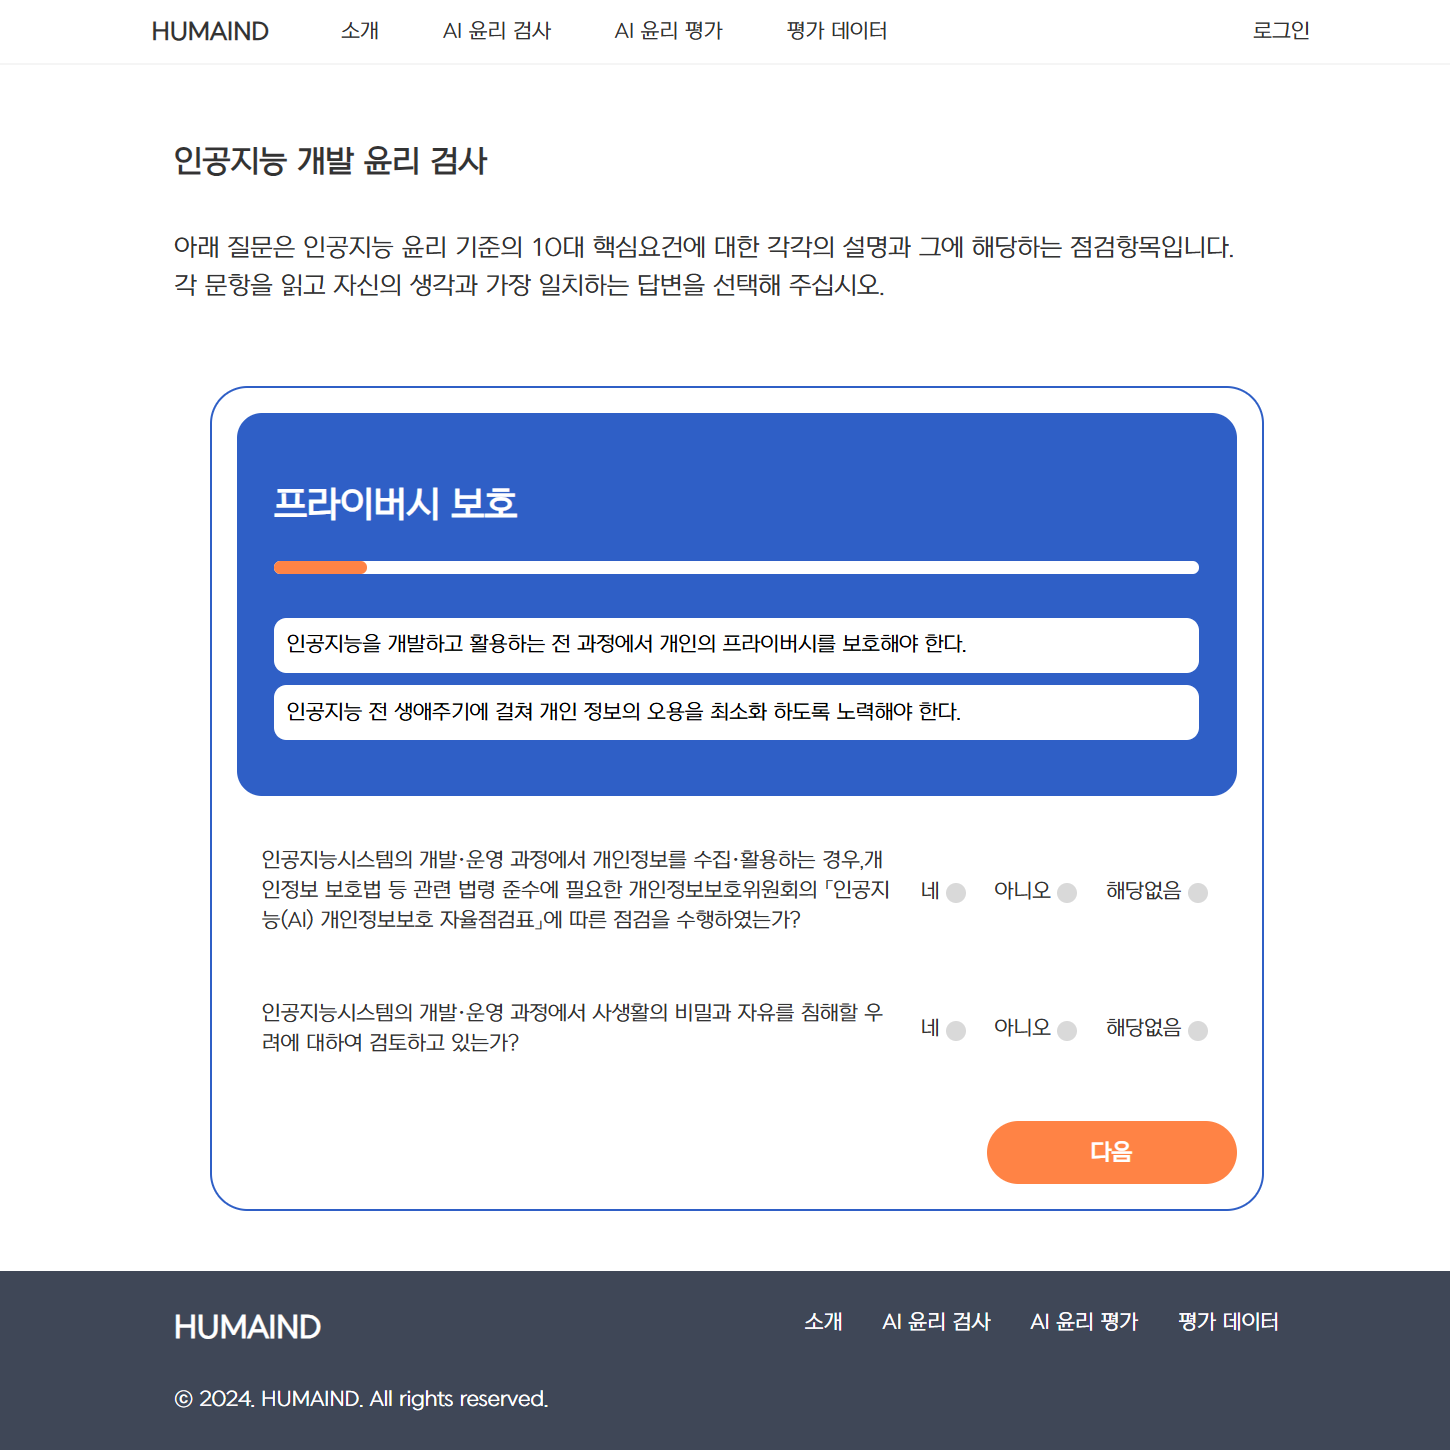 HUMAIND 소개 AI 윤리 검사 AI 윤리 평가 평가 데이터 로그인
인공지능 개발 윤리 검사
아래 질문은 인공지능 윤리 기준의 10대 핵심요건에 대한 각각의 설명과 그에 해당하는 점검항목입니다.
각 문항을 읽고 자신의 생각과 가장 일치하는 답변을 선택해 주십시오.
프라이버시 보호
인공지능을 개발하고 활용하는 전 과정에서 개인의 프라이버시를 보호해야 한다.
인공지능 전 생애주기에 걸쳐 개인 정보의 오용을 최소화 하도록 노력해야 한다.
인공지능시스템의 개발·운영 과정에서 개인정보를 수집·활용하는 경우,개
인정보 보호법 등 관련 법령 준수에 필요한 개인정보보호위원회의 「인공지
능(AI) 개인정보보호 자율점검표」에 따른 점검을 수행하였는가?
네 아니오 해당없음
인공지능시스템의 개발·운영 과정에서 사생활의 비밀과 자유를 침해할 우
려에 대하여 검토하고 있는가?
네 아니오 해당없음
다음
HUMAIND 소개 AI 윤리 검사 AI 윤리 평가 평가 데이터
© 2024. HUMAIND. All rights reserved.